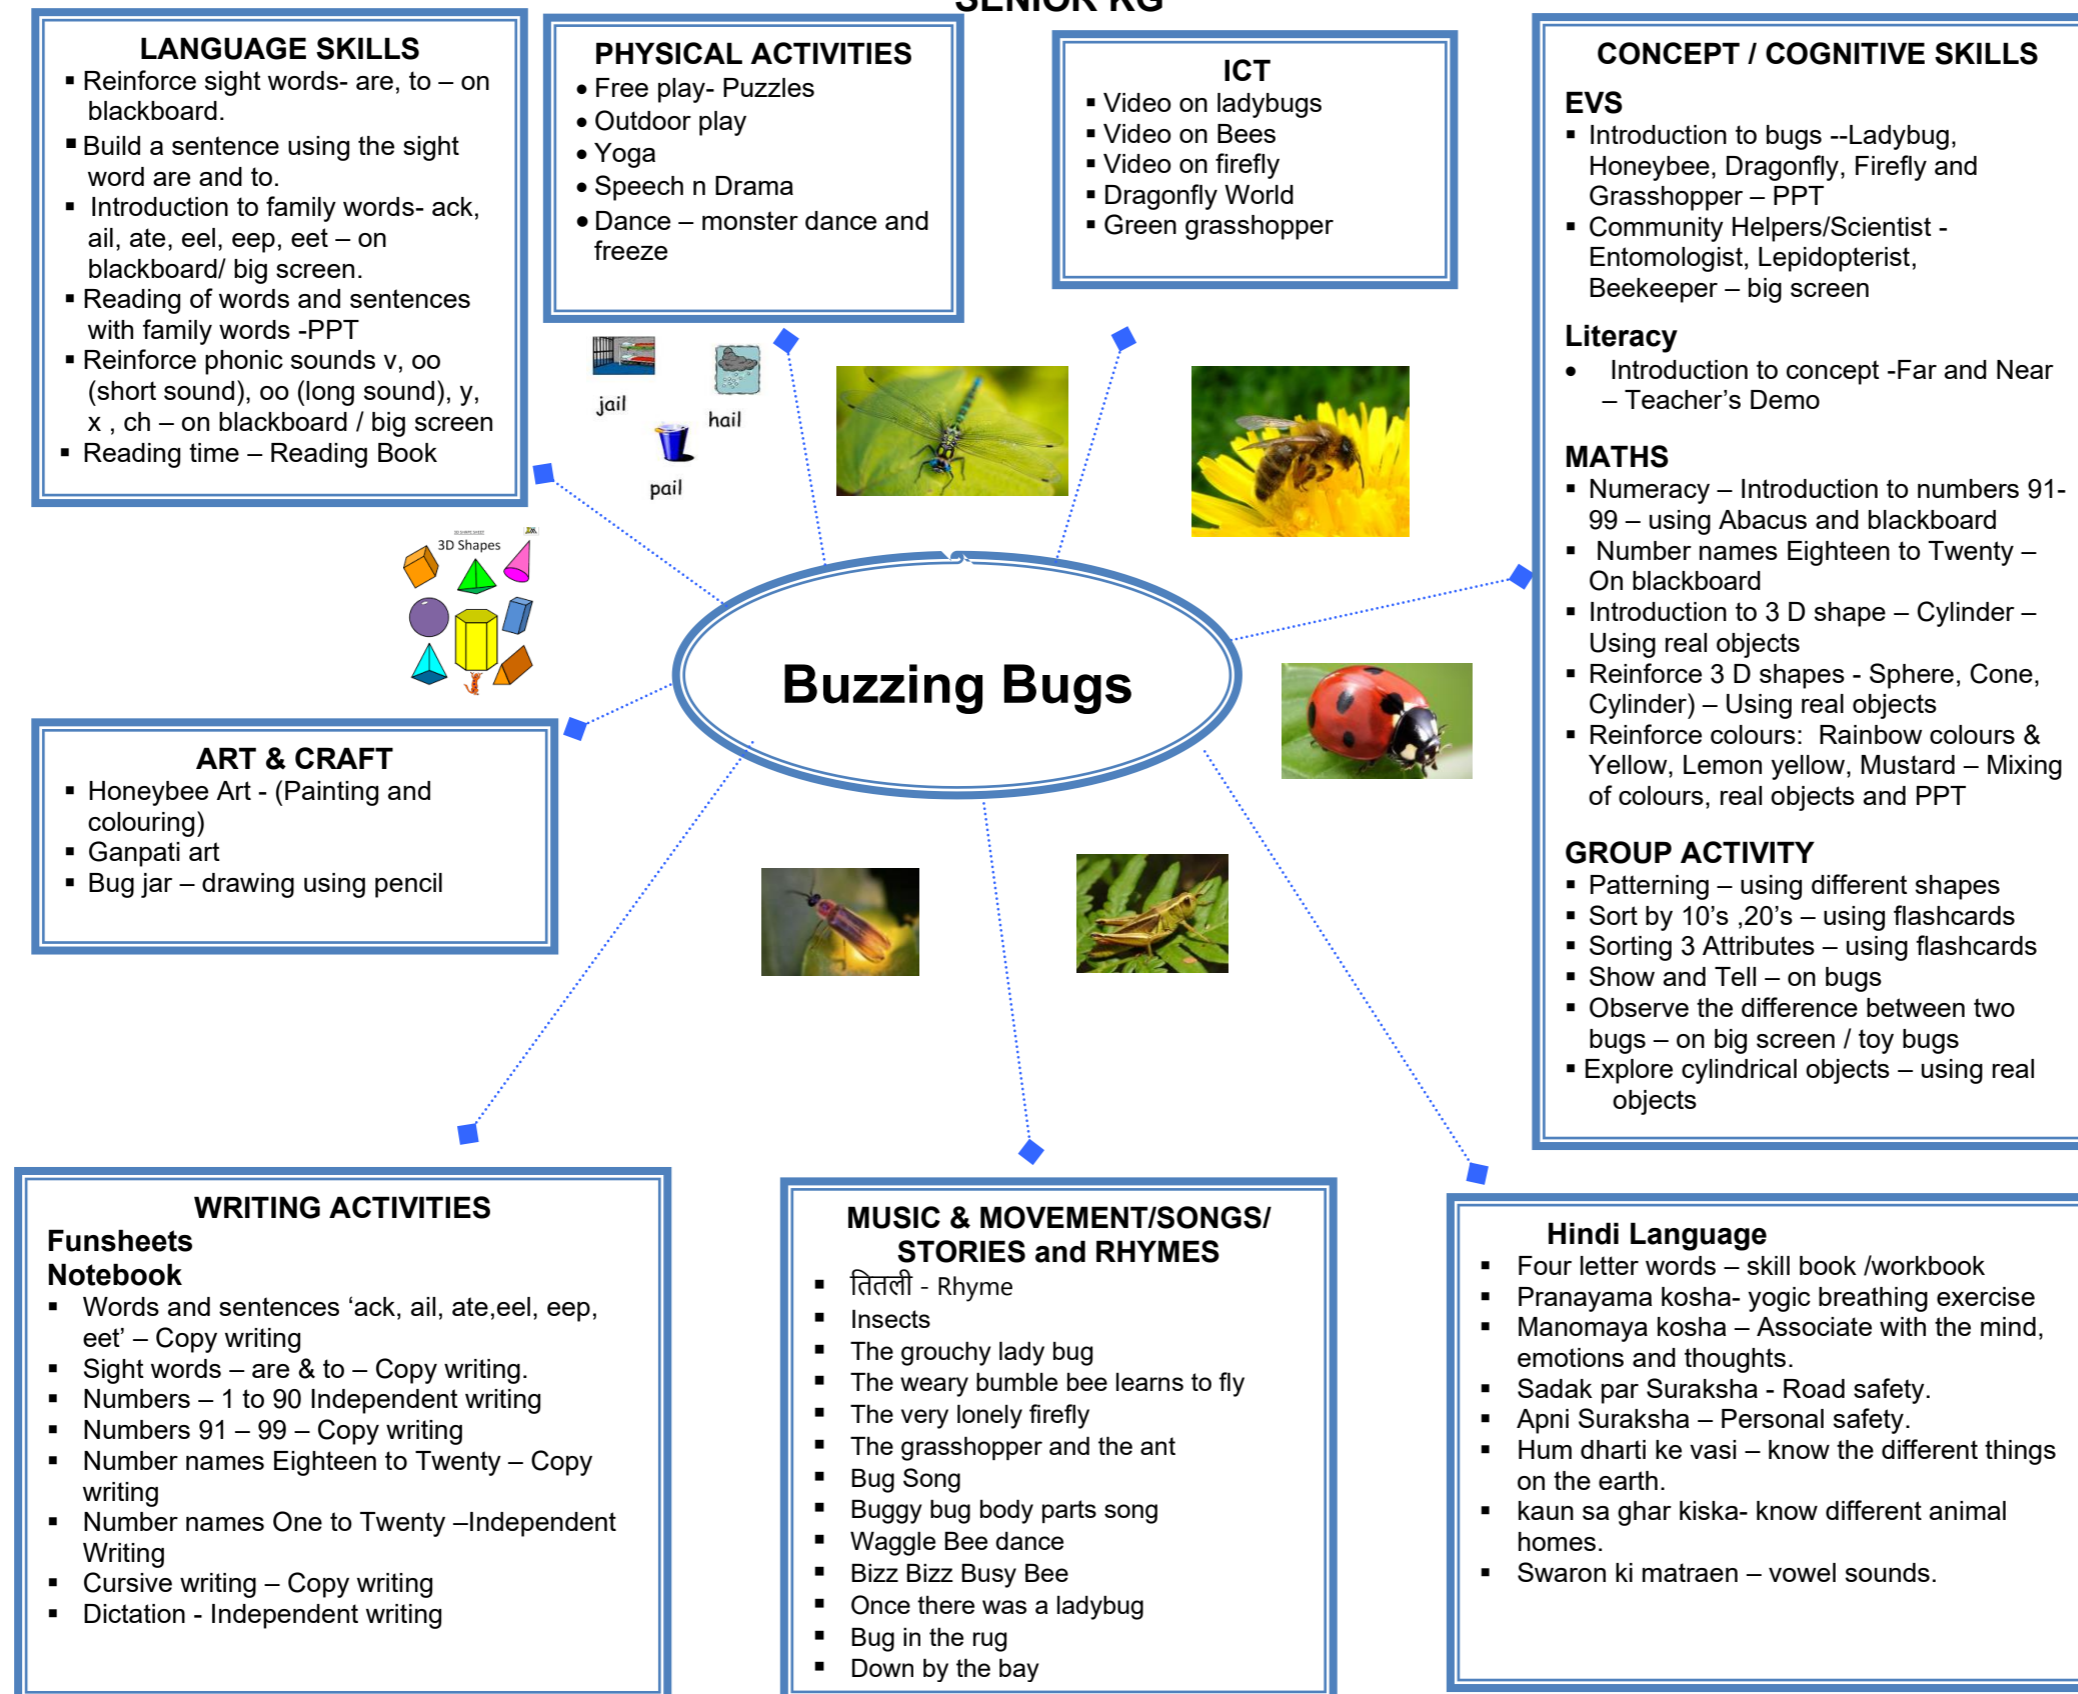 SENIOR KG
LANGUAGE SKILLS
▪ Reinforce sight words- are, to – on
blackboard.
▪ Build a sentence using the sight
word are and to.
▪ Introduction to family words- ack,
ail, ate, eel, eep, eet – on
blackboard/ big screen.
▪ Reading of words and sentences
with family words -PPT
▪ Reinforce phonic sounds v, oo
(short sound), oo (long sound), y,
x , ch – on blackboard / big screen
▪ Reading time – Reading Book
PHYSICAL ACTIVITIES
• Free play- Puzzles
• Outdoor play
• Yoga
• Speech n Drama
• Dance – monster dance and
freeze
ICT
▪ Video on ladybugs
▪ Video on Bees
▪ Video on firefly
▪ Dragonfly World
▪ Green grasshopper
CONCEPT / COGNITIVE SKILLS
EVS
▪ Introduction to bugs --Ladybug,
Honeybee, Dragonfly, Firefly and
Grasshopper – PPT
▪ Community Helpers/Scientist -
Entomologist, Lepidopterist,
Beekeeper – big screen
Literacy
• Introduction to concept -Far and Near
– Teacher’s Demo
MATHS
▪ Numeracy – Introduction to numbers 91-
99 – using Abacus and blackboard
▪ Number names Eighteen to Twenty –
On blackboard
▪ Introduction to 3 D shape – Cylinder –
Using real objects
▪ Reinforce 3 D shapes - Sphere, Cone,
Cylinder) – Using real objects
▪ Reinforce colours: Rainbow colours &
Yellow, Lemon yellow, Mustard – Mixing
of colours, real objects and PPT
GROUP ACTIVITY
▪ Patterning – using different shapes
▪ Sort by 10’s ,20’s – using flashcards
▪ Sorting 3 Attributes – using flashcards
▪ Show and Tell – on bugs
▪ Observe the difference between two
bugs – on big screen / toy bugs
▪ Explore cylindrical objects – using real
objects
jail
hail
pail
3D Shapes
Buzzing Bugs
ART & CRAFT
▪ Honeybee Art - (Painting and
colouring)
▪ Ganpati art
▪ Bug jar – drawing using pencil
WRITING ACTIVITIES
Funsheets
Notebook
▪ Words and sentences ‘ack, ail, ate,eel, eep,
eet’ – Copy writing
▪ Sight words – are & to – Copy writing.
▪ Numbers – 1 to 90 Independent writing
▪ Numbers 91 – 99 – Copy writing
▪ Number names Eighteen to Twenty – Copy
writing
▪ Number names One to Twenty –Independent
Writing
▪ Cursive writing – Copy writing
▪ Dictation - Independent writing
MUSIC & MOVEMENT/SONGS/
STORIES and RHYMES
▪ तितली - Rhyme
▪ Insects
▪ The grouchy lady bug
▪ The weary bumble bee learns to fly
▪ The very lonely firefly
▪ The grasshopper and the ant
▪ Bug Song
▪ Buggy bug body parts song
▪ Waggle Bee dance
▪ Bizz Bizz Busy Bee
▪ Once there was a ladybug
▪ Bug in the rug
▪ Down by the bay
Hindi Language
▪ Four letter words – skill book /workbook
▪ Pranayama kosha- yogic breathing exercise
▪ Manomaya kosha – Associate with the mind,
emotions and thoughts.
▪ Sadak par Suraksha - Road safety.
▪ Apni Suraksha – Personal safety.
▪ Hum dharti ke vasi – know the different things
on the earth.
▪ kaun sa ghar kiska- know different animal
homes.
▪ Swaron ki matraen – vowel sounds.